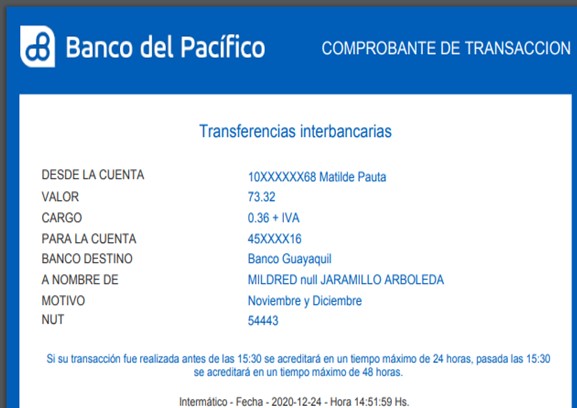 Banco del Pacífico
COMPROBANTE DE TRANSACCION
Transferencias interbancarias
DESDE LA CUENTA 10XXXXXX68 Matilde Pauta
VALOR 73.32
CARGO 0.36 + IVA
PARA LA CUENTA 45XXXX16
BANCO DESTINO Banco Guayaquil
A NOMBRE DE MILDRED null JARAMILLO ARBOLEDA
MOTIVO Noviembre y Diciembre
NUT 54443
Si su transacción fue realizada antes de las 15:30 se acreditará en un tiempo máximo de 24 horas, pasada las 15:30
se acreditará en un tiempo máximo de 48 horas.
Intermático - Fecha - 2020-12-24 - Hora 14:51:59 Hs.